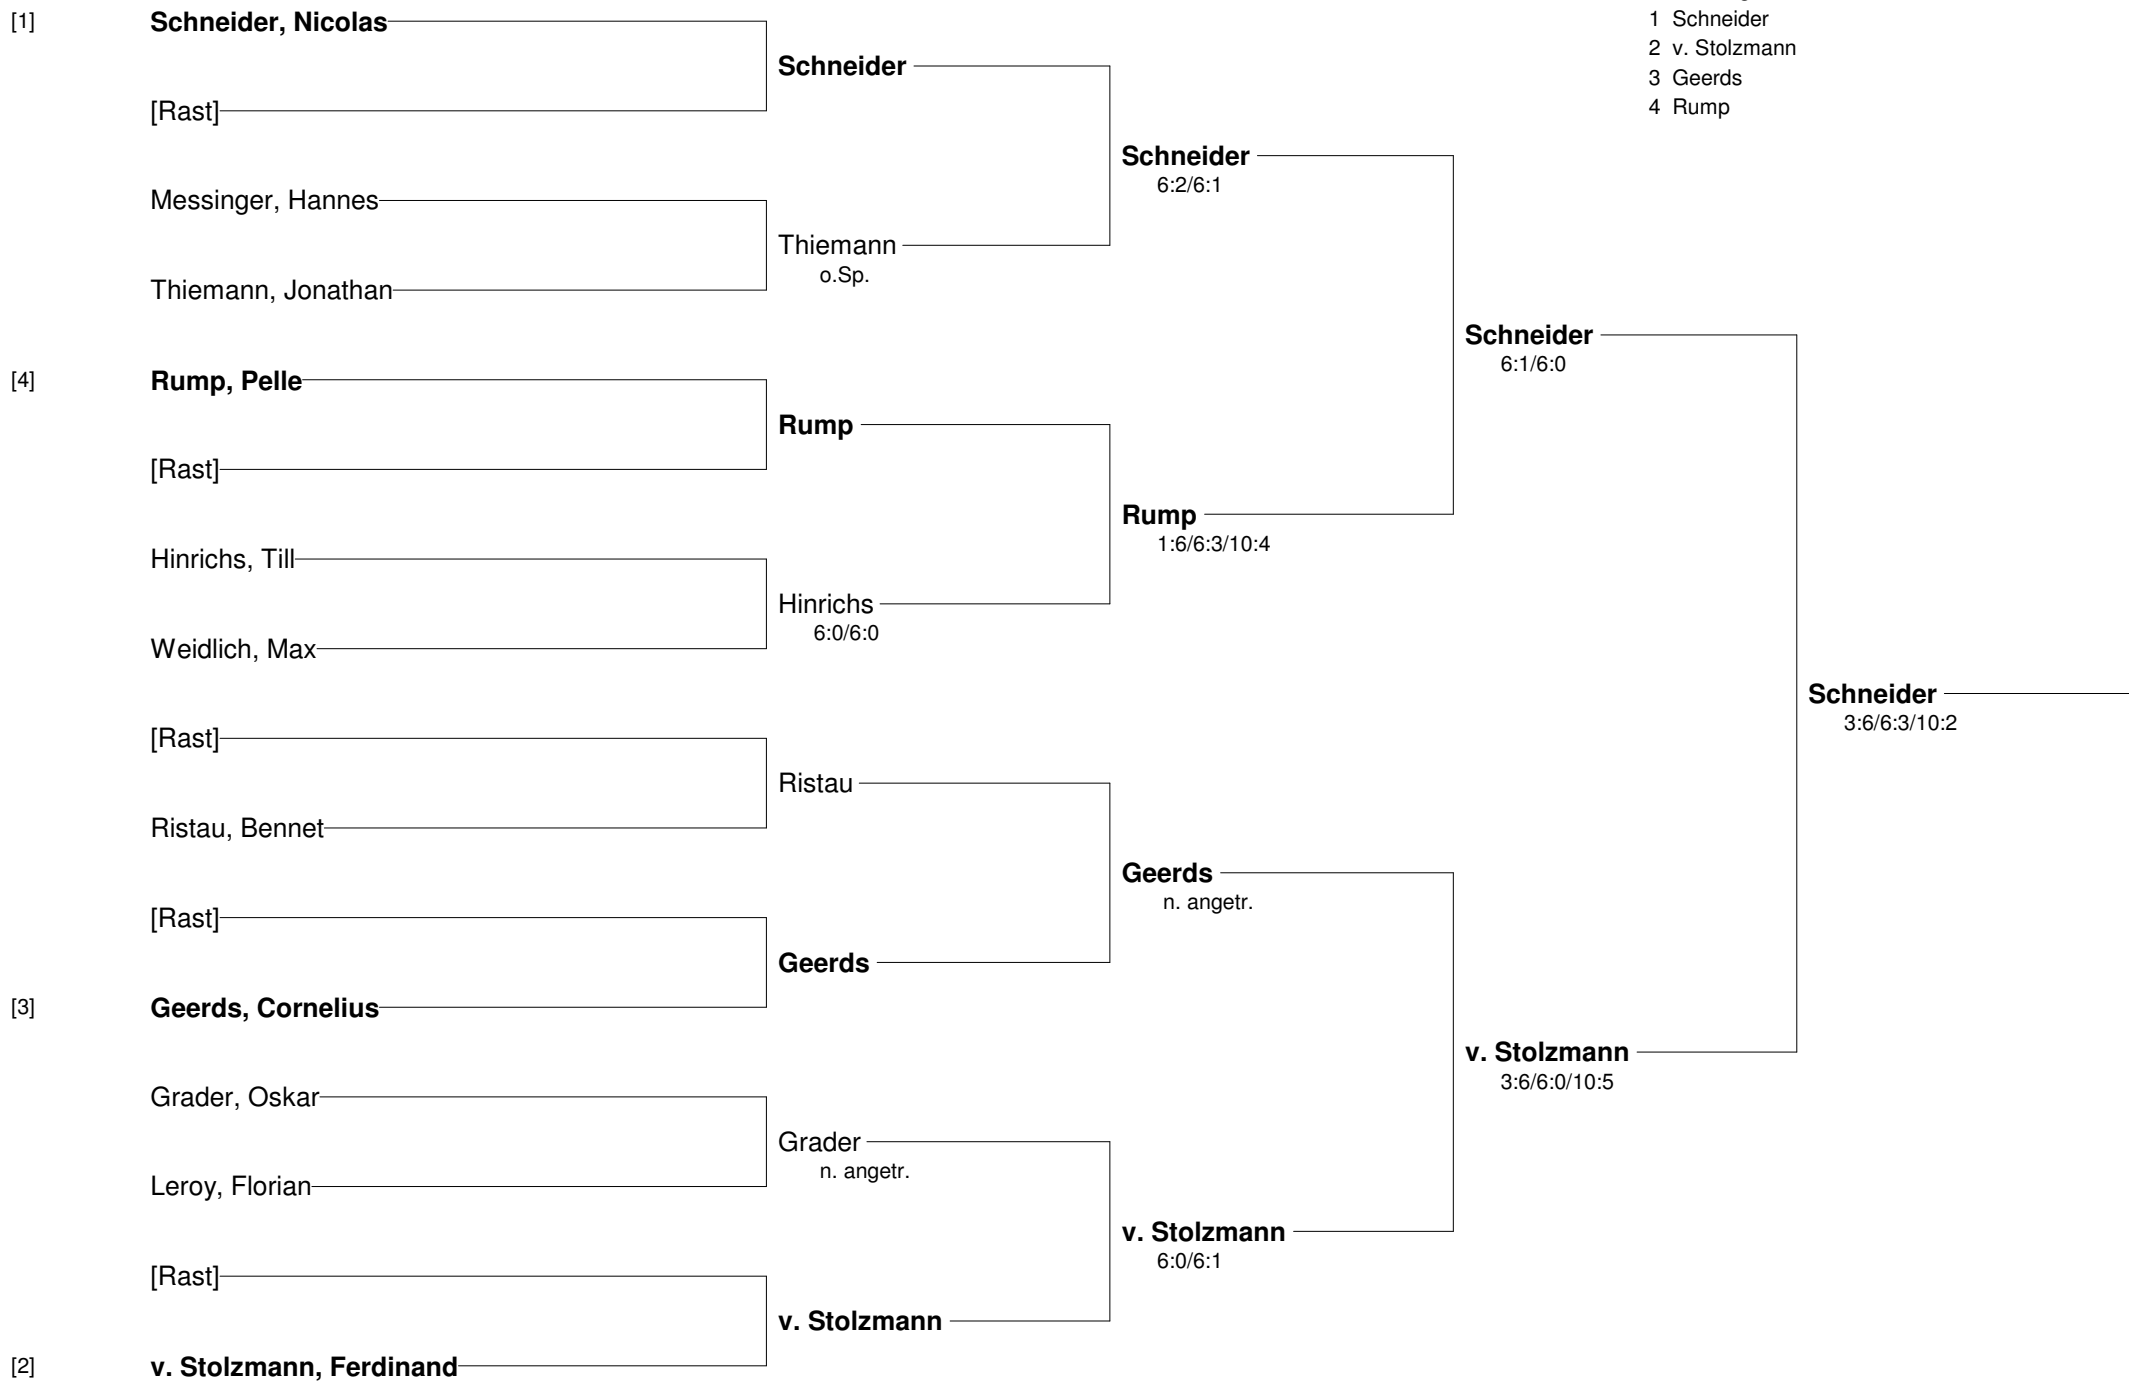 1 Schneider
2 v. Stolzmann
3 Geerds
4 Rump
[1] Schneider, Nicolas
Schneider
[Rast]
Schneider
6:2/6:1
Messinger, Hannes
Thiemann
o.Sp.
Thiemann, Jonathan
Schneider
6:1/6:0
[4] Rump, Pelle
Rump
[Rast]
Rump
1:6/6:3/10:4
Hinrichs, Till
Hinrichs
6:0/6:0
Weidlich, Max
Schneider
3:6/6:3/10:2
[Rast]
Ristau
Ristau, Bennet
Geerds
n. angetr.
[Rast]
Geerds
[3] Geerds, Cornelius
v. Stolzmann
3:6/6:0/10:5
Grader, Oskar
Grader
n. angetr.
Leroy, Florian
v. Stolzmann
6:0/6:1
[Rast]
v. Stolzmann
[2] v. Stolzmann, Ferdinand